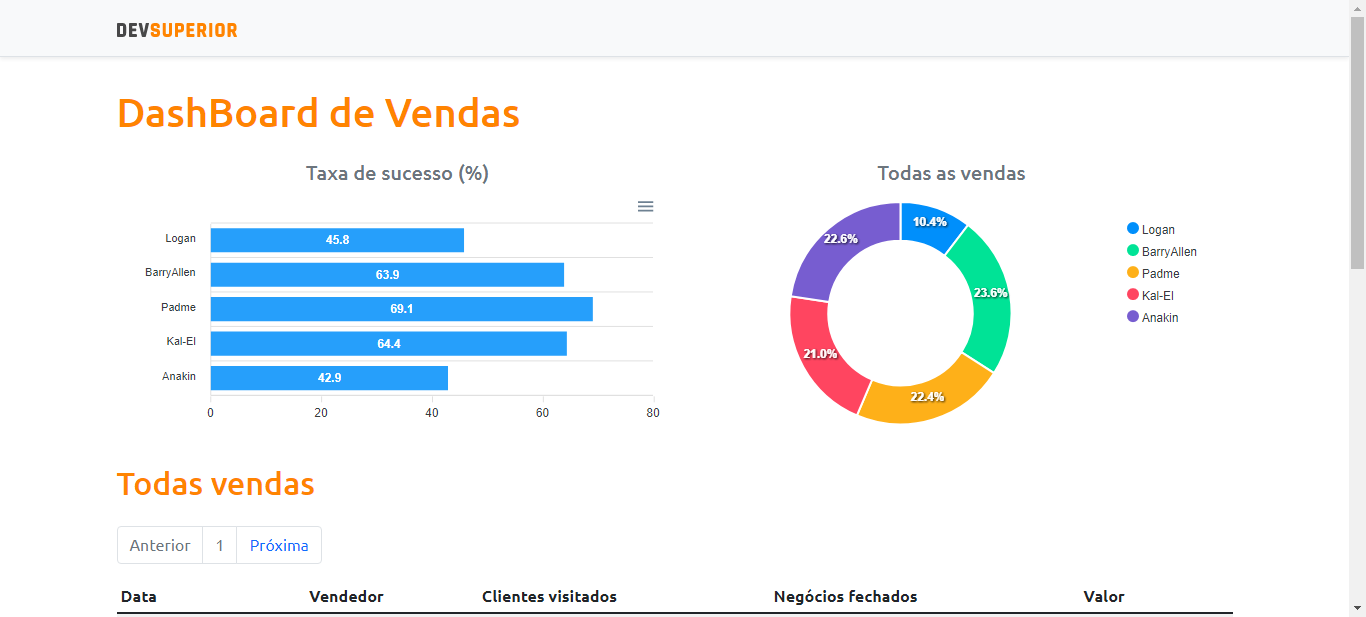 DEVSUPERIOR
DashBoard de Vendas
Taxa de sucesso (%)
Logan 45.8
BarryAllen 63.9
Padme 69.1
Kal-El 64.4
Anakin 42.9
0 20 40 60 80
Todas as vendas
10.4%
23.6%
22.4%
21.0%
22.6%
Logan
BarryAllen
Padme
Kal-El
Anakin
Todas vendas
Anterior 1 Próxima
Data Vendedor Clientes visitados Negócios fechados Valor